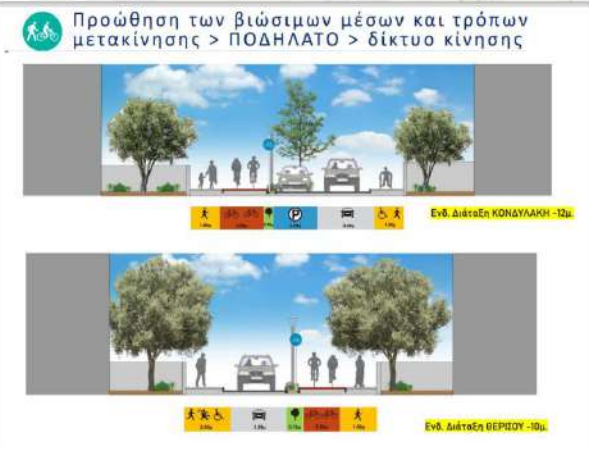 Προώθηση των βιώσιμων μέσων και τρόπων
μετακίνησης > ΠΟΔΗΛΑΤΟ > δίκτυο κίνησης
P
Ενδ. Διάταξη ΚΟΝΔΥΛΑΚΗ -12μ.
Ενδ. Διάταξη ΘΕΡΙΣΟΥ -10μ.